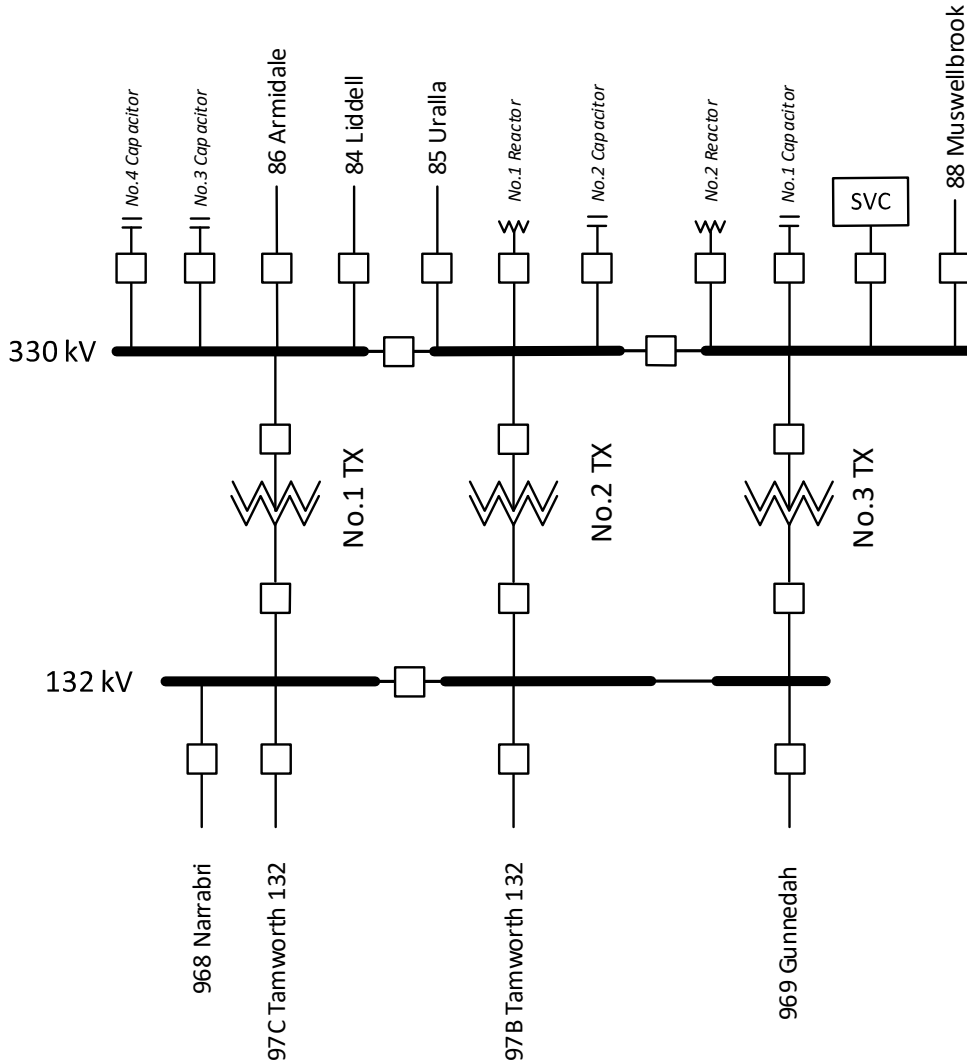 No.4 Capacitor
No.3 Capacitor
86 Armidale
84 Liddell
85 Uralla
No.1 Reactor
No.2 Capacitor
No.2 Reactor
No.1 Capacitor
SVC
88 Muswellbrook
330 kV
No.1 TX
No.2 TX
No.3 TX
132 kV
968 Narrabri
97C Tamworth 132
97B Tamworth 132
969 Gunnedah